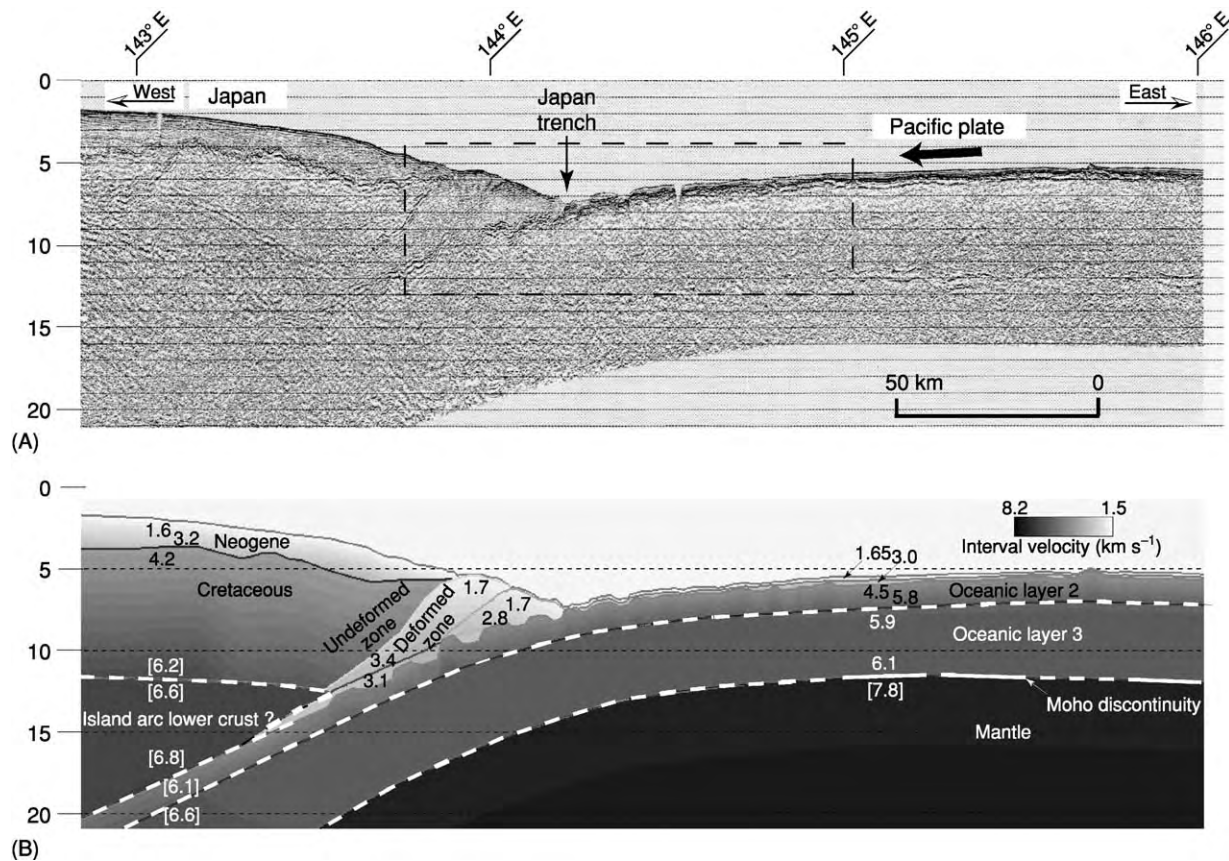 143° E
144° E
145° E
146° E
0
West
Japan
Japan
trench
East
Pacific plate
5
10
15
20
50 km
0
(A)
0
8.2
1.5
Interval velocity (km s⁻¹)
1.6
3.2
Neogene
4.2
Cretaceous
5
1.65
3.0
1.7
1.7
4.5
5.8
Oceanic layer 2
2.8
5.9
Undeformed
zone
Deformed
zone
Oceanic layer 3
10
3.4
3.1
6.1
[6.2]
[6.6]
[7.8]
Moho discontinuity
Island arc lower crust ?
Mantle
15
[6.8]
[6.1]
[6.6]
20
(B)